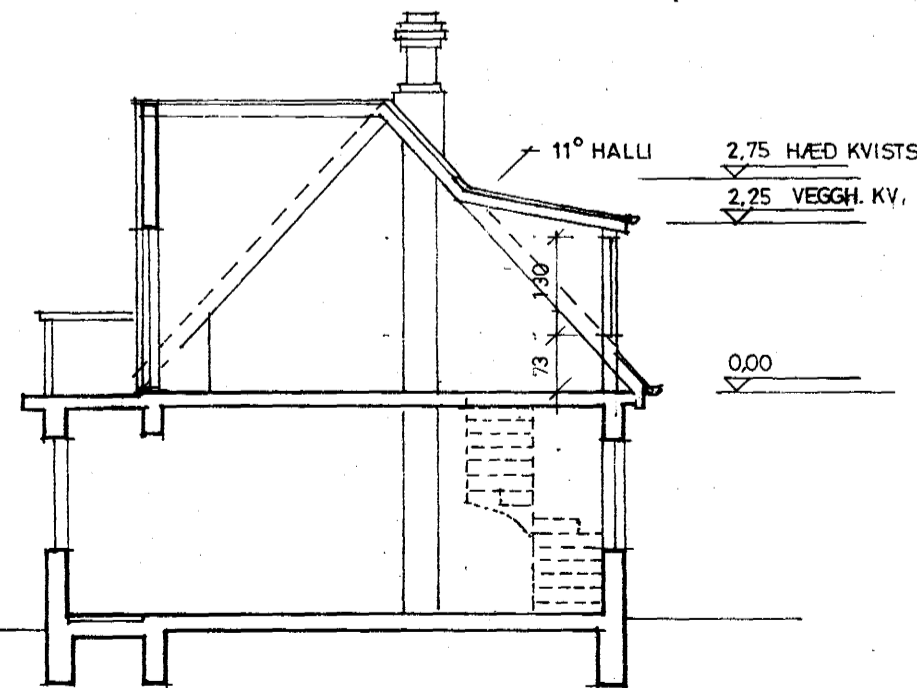 11° HALLI
2,75 HÆÐ KVISTS
2,25 VEGGH. KV.
130
73
0,00